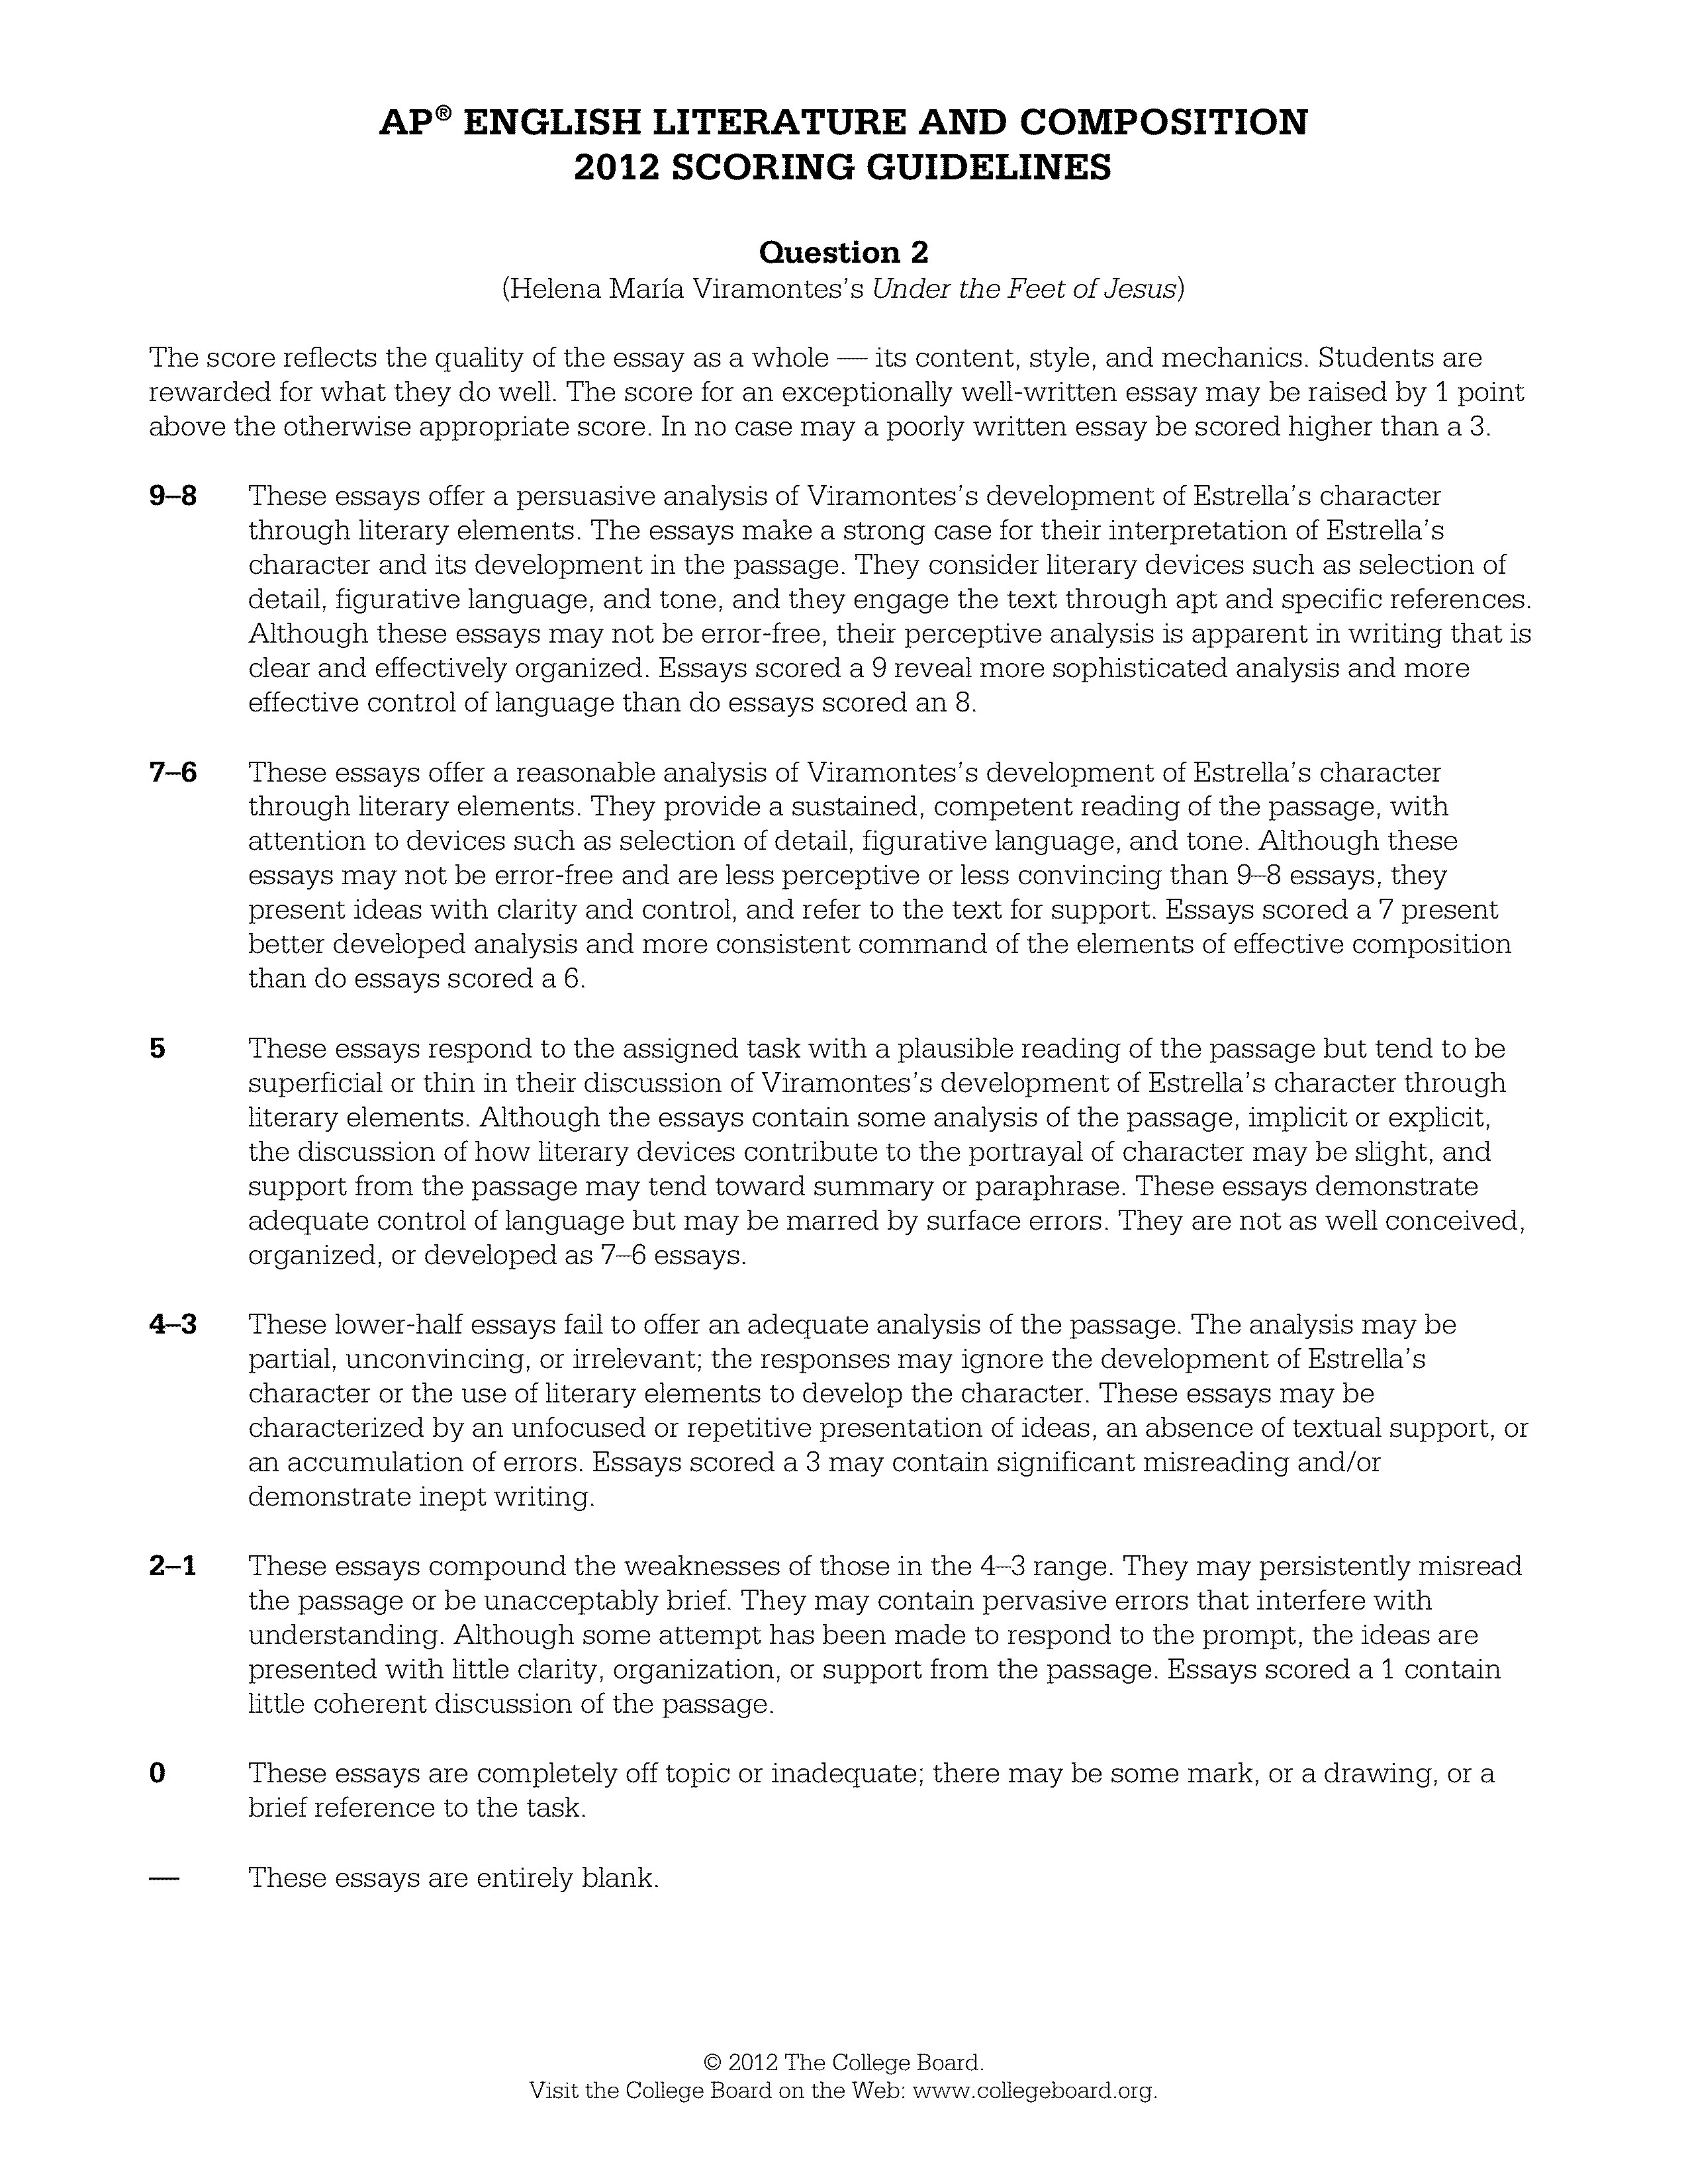 AP® ENGLISH LITERATURE AND COMPOSITION
2012 SCORING GUIDELINES
Question 2
(Helena María Viramontes's Under the Feet of Jesus)
The score reflects the quality of the essay as a whole — its content, style, and mechanics. Students are
rewarded for what they do well. The score for an exceptionally well-written essay may be raised by 1 point
above the otherwise appropriate score. In no case may a poorly written essay be scored higher than a 3.
9–8 These essays offer a persuasive analysis of Viramontes's development of Estrella's character
through literary elements. The essays make a strong case for their interpretation of Estrella's
character and its development in the passage. They consider literary devices such as selection of
detail, figurative language, and tone, and they engage the text through apt and specific references.
Although these essays may not be error-free, their perceptive analysis is apparent in writing that is
clear and effectively organized. Essays scored a 9 reveal more sophisticated analysis and more
effective control of language than do essays scored an 8.
7–6 These essays offer a reasonable analysis of Viramontes's development of Estrella's character
through literary elements. They provide a sustained, competent reading of the passage, with
attention to devices such as selection of detail, figurative language, and tone. Although these
essays may not be error-free and are less perceptive or less convincing than 9–8 essays, they
present ideas with clarity and control, and refer to the text for support. Essays scored a 7 present
better developed analysis and more consistent command of the elements of effective composition
than do essays scored a 6.
5 These essays respond to the assigned task with a plausible reading of the passage but tend to be
superficial or thin in their discussion of Viramontes's development of Estrella's character through
literary elements. Although the essays contain some analysis of the passage, implicit or explicit,
the discussion of how literary devices contribute to the portrayal of character may be slight, and
support from the passage may tend toward summary or paraphrase. These essays demonstrate
adequate control of language but may be marred by surface errors. They are not as well conceived,
organized, or developed as 7–6 essays.
4–3 These lower-half essays fail to offer an adequate analysis of the passage. The analysis may be
partial, unconvincing, or irrelevant; the responses may ignore the development of Estrella's
character or the use of literary elements to develop the character. These essays may be
characterized by an unfocused or repetitive presentation of ideas, an absence of textual support, or
an accumulation of errors. Essays scored a 3 may contain significant misreading and/or
demonstrate inept writing.
2–1 These essays compound the weaknesses of those in the 4–3 range. They may persistently misread
the passage or be unacceptably brief. They may contain pervasive errors that interfere with
understanding. Although some attempt has been made to respond to the prompt, the ideas are
presented with little clarity, organization, or support from the passage. Essays scored a 1 contain
little coherent discussion of the passage.
0 These essays are completely off topic or inadequate; there may be some mark, or a drawing, or a
brief reference to the task.
— These essays are entirely blank.
© 2012 The College Board.
Visit the College Board on the Web: www.collegeboard.org.